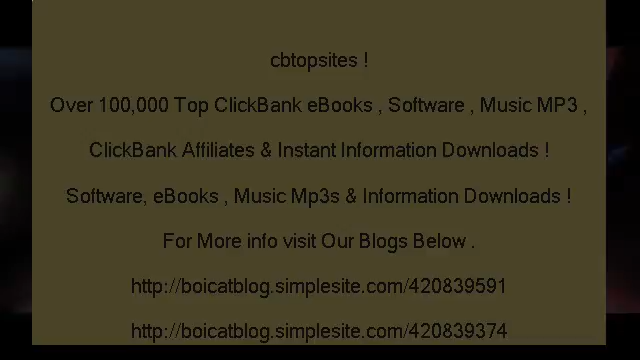 cbtopsites !
Over 100,000 Top ClickBank eBooks , Software , Music MP3 ,
ClickBank Affiliates & Instant Information Downloads !
Software, eBooks , Music Mp3s & Information Downloads !
For More info visit Our Blogs Below .
http://boicatblog.simplesite.com/420839591
http://boicatblog.simplesite.com/420839374